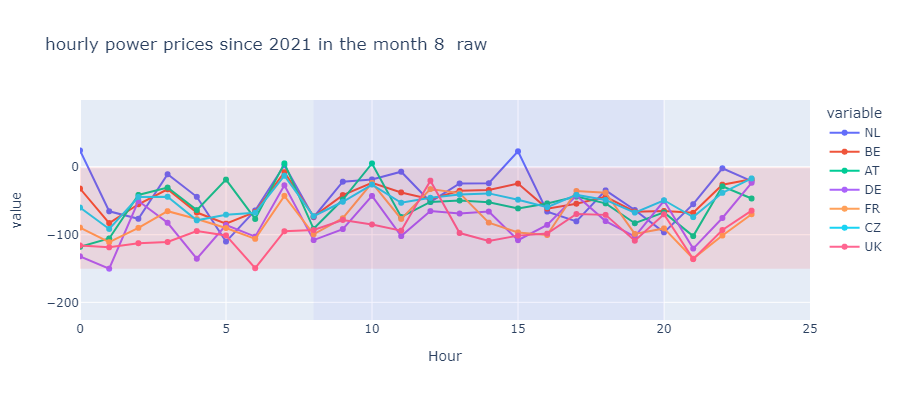 hourly power prices since 2021 in the month 8  raw
variable
NL
BE
AT
DE
FR
CZ
UK
value
0
−100
−200
0
5
10
15
20
25
Hour